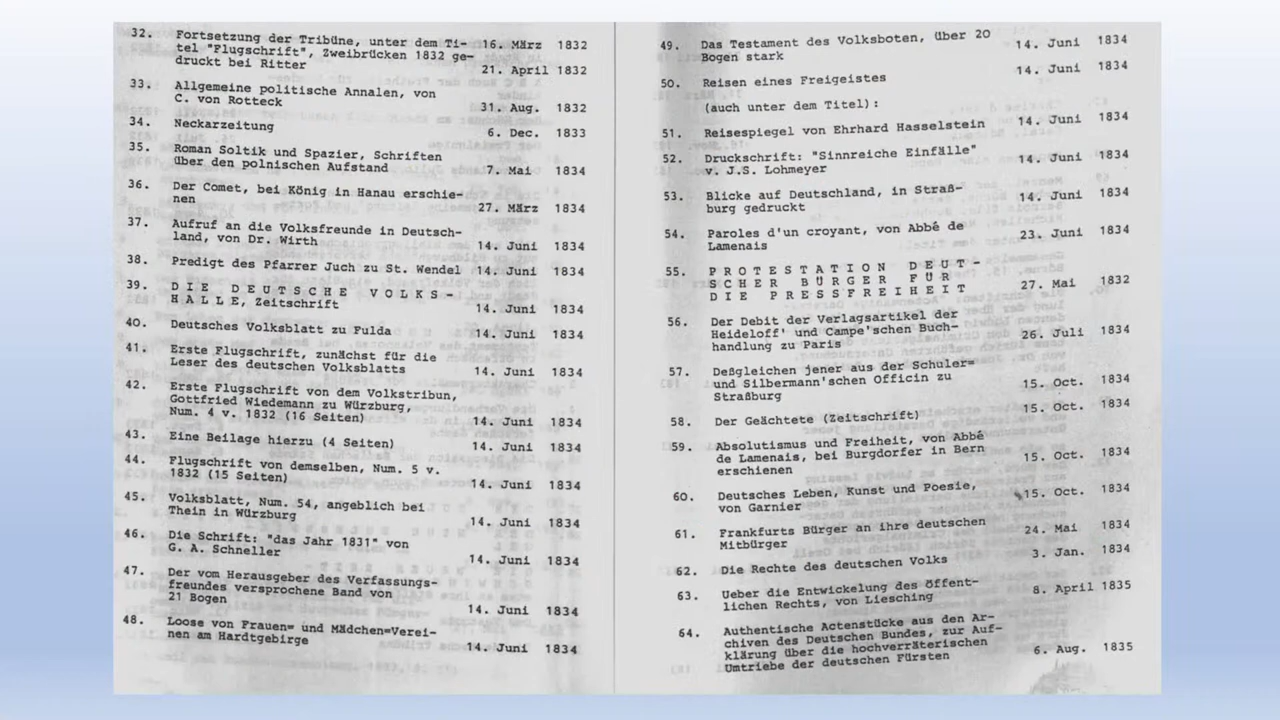 32. Fortsetzung der Tribüne, unter dem Ti- 16. März 1832
tel "Flugschrift", Zweibrücken 1832 ge-
druckt bei Ritter 21. April 1832
33. Allgemeine politische Annalen, von
C. von Rotteck 31. Aug. 1832
34. Neckarzeitung 6. Dec. 1833
35. Roman Soltik und Spazier, Schriften
über den polnischen Aufstand 7. Mai 1834
36. Der Comet, bei König in Hanau erschie-
nen 27. März 1834
37. Aufruf an die Volksfreunde in Deutsch-
land, von Dr. Wirth 14. Juni 1834
38. Predigt des Pfarrer Juch zu St. Wendel 14. Juni 1834
39. DIE DEUTSCHE VOLKS-
HALLE, Zeitschrift 14. Juni 1834
40. Deutsches Volksblatt zu Fulda 14. Juni 1834
41. Erste Flugschrift, zunächst für die
Leser des deutschen Volksblatts 14. Juni 1834
42. Erste Flugschrift von dem Volkstribun,
Gottfried Wiedemann zu Würzburg,
Num. 4 v. 1832 (16 Seiten) 14. Juni 1834
43. Eine Beilage hierzu (4 Seiten) 14. Juni 1834
44. Flugschrift von demselben, Num. 5 v.
1832 (15 Seiten) 14. Juni 1834
45. Volksblatt, Num. 54, angeblich bei
Thein in Würzburg 14. Juni 1834
46. Die Schrift: "das Jahr 1831" von
G. A. Schneller 14. Juni 1834
47. Der vom Herausgeber des Verfassungs-
freundes versprochene Band von
21 Bogen 14. Juni 1834
48. Loose von Frauen= und Mädchen=Verei-
nen am Hardtgebirge 14. Juni 1834
49. Das Testament des Volksboten, über 20
Bogen stark 14. Juni 1834
50. Reisen eines Freigeistes 14. Juni 1834
(auch unter dem Titel):
51. Reisespiegel von Ehrhard Hasselstein 14. Juni 1834
52. Druckschrift: "Sinnreiche Einfälle"
v. J.S. Lohmeyer 14. Juni 1834
53. Blicke auf Deutschland, in Straß-
burg gedruckt 14. Juni 1834
54. Paroles d'un croyant, von Abbé de
Lamenais 23. Juni 1834
55. PROTESTATION DEUT-
SCHER BÜRGER FÜR
DIE PRESSFREIHEIT 27. Mai 1832
56. Der Debit der Verlagsartikel der
Heideloff' und Campe'schen Buch-
handlung zu Paris 26. Juli 1834
57. Deßgleichen jener aus der Schuler=
und Silbermann'schen Officin zu
Straßburg 15. Oct. 1834
58. Der Geächtete (Zeitschrift) 15. Oct. 1834
59. Absolutismus und Freiheit, von Abbé
de Lamenais, bei Burgdorfer in Bern
erschienen 15. Oct. 1834
60. Deutsches Leben, Kunst und Poesie,
von Garnier 15. Oct. 1834
61. Frankfurts Bürger an ihre deutschen
Mitbürger 24. Mai 1834
62. Die Rechte des deutschen Volks 3. Jan. 1834
63. Ueber die Entwickelung des öffent-
lichen Rechts, von Liesching 8. April 1835
64. Authentische Actenstücke aus den Ar-
chiven des Deutschen Bundes, zur Auf-
klärung über die hochverräterischen
Umtriebe der deutschen Fürsten 6. Aug. 1835